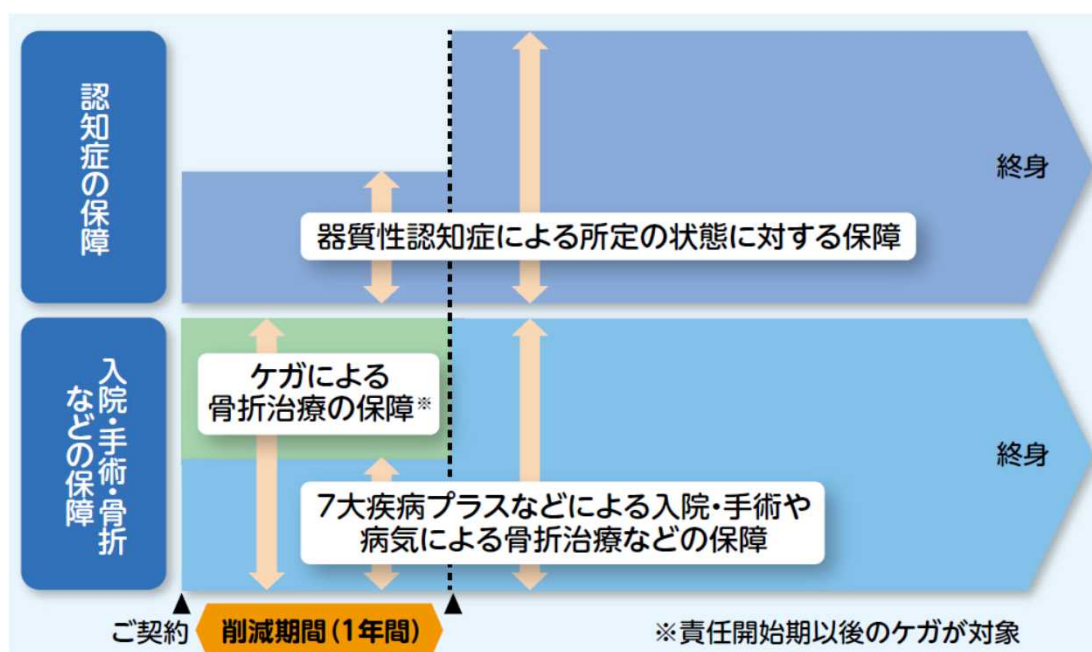 認知症の保障
終身
器質性認知症による所定の状態に対する保障
入院・手術・骨折
などの保障
ケガによる
骨折治療の保障※
終身
7大疾病プラスなどによる入院・手術や
病気による骨折治療などの保障
▲ ▲
ご契約 削減期間(1年間) ※責任開始期以後のケガが対象